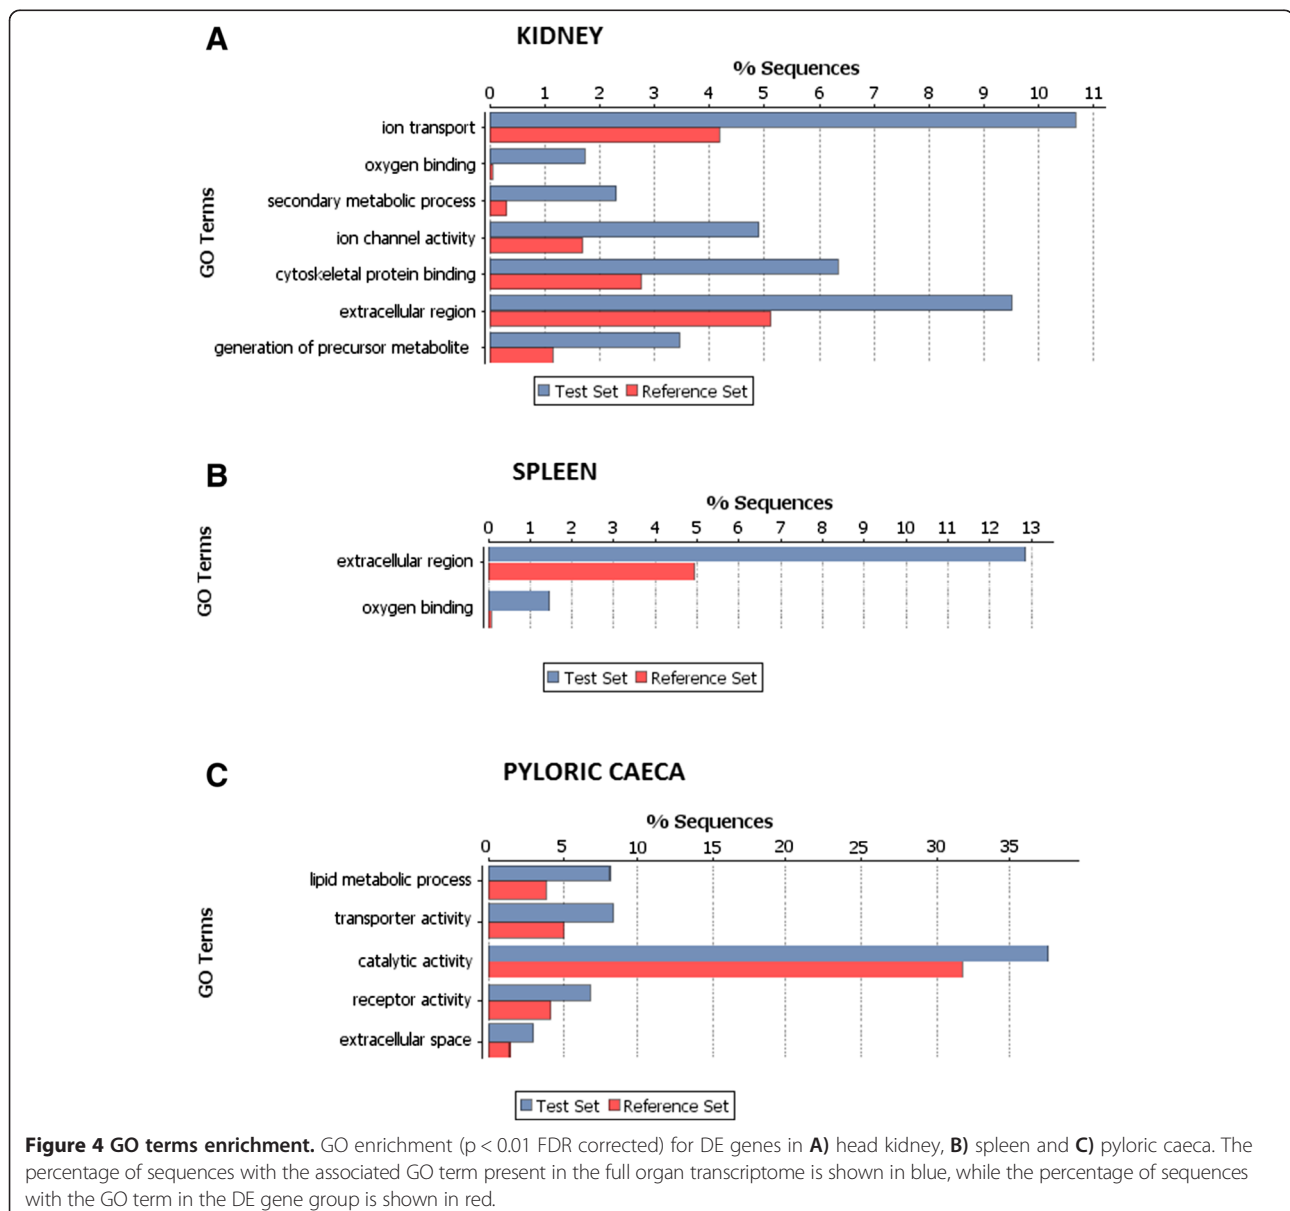 A
KIDNEY
% Sequences
0 1 2 3 4 5 6 7 8 9 10 11
GO Terms
ion transport
oxygen binding
secondary metabolic process
ion channel activity
cytoskeletal protein binding
extracellular region
generation of precursor metabolite
Test Set Reference Set
B
SPLEEN
% Sequences
0 1 2 3 4 5 6 7 8 9 10 11 12 13
GO Terms
extracellular region
oxygen binding
Test Set Reference Set
C
PYLORIC CAECA
% Sequences
0 5 10 15 20 25 30 35
GO Terms
lipid metabolic process
transporter activity
catalytic activity
receptor activity
extracellular space
Test Set Reference Set
Figure 4 GO terms enrichment. GO enrichment (p < 0.01 FDR corrected) for DE genes in A) head kidney, B) spleen and C) pyloric caeca. The
percentage of sequences with the associated GO term present in the full organ transcriptome is shown in blue, while the percentage of sequences
with the GO term in the DE gene group is shown in red.